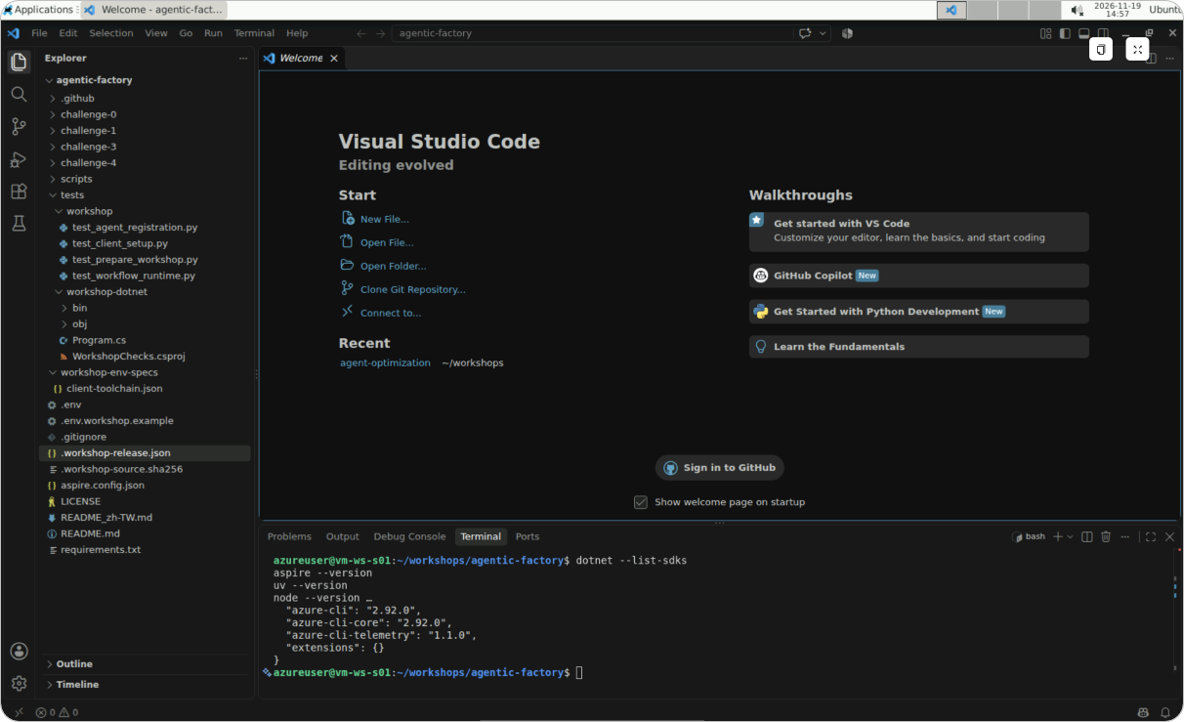 Applications
Welcome - agentic-fact...
2026-11-19
14:57
Ubuntu
File Edit Selection View Go Run Terminal Help
agentic-factory
Explorer
agentic-factory
.github
challenge-0
challenge-1
challenge-3
challenge-4
scripts
tests
workshop
test_agent_registration.py
test_client_setup.py
test_prepare_workshop.py
test_workflow_runtime.py
workshop-dotnet
bin
obj
Program.cs
WorkshopChecks.csproj
workshop-env-specs
client-toolchain.json
.env
.env.workshop.example
.gitignore
.workshop-release.json
.workshop-source.sha256
aspire.config.json
LICENSE
README_zh-TW.md
README.md
requirements.txt
Outline
Timeline
Welcome
Visual Studio Code
Editing evolved
Start
New File...
Open File...
Open Folder...
Clone Git Repository...
Connect to...
Recent
agent-optimization ~/workshops
Walkthroughs
Get started with VS Code
Customize your editor, learn the basics, and start coding
GitHub Copilot New
Get Started with Python Development New
Learn the Fundamentals
Sign in to GitHub
Show welcome page on startup
Problems Output Debug Console Terminal Ports
bash
azureuser@vm-ws-s01:~/workshops/agentic-factory$ dotnet --list-sdks
aspire --version
uv --version
node --version …
"azure-cli": "2.92.0",
"azure-cli-core": "2.92.0",
"azure-cli-telemetry": "1.1.0",
"extensions": {}
}
azureuser@vm-ws-s01:~/workshops/agentic-factory$
0 0